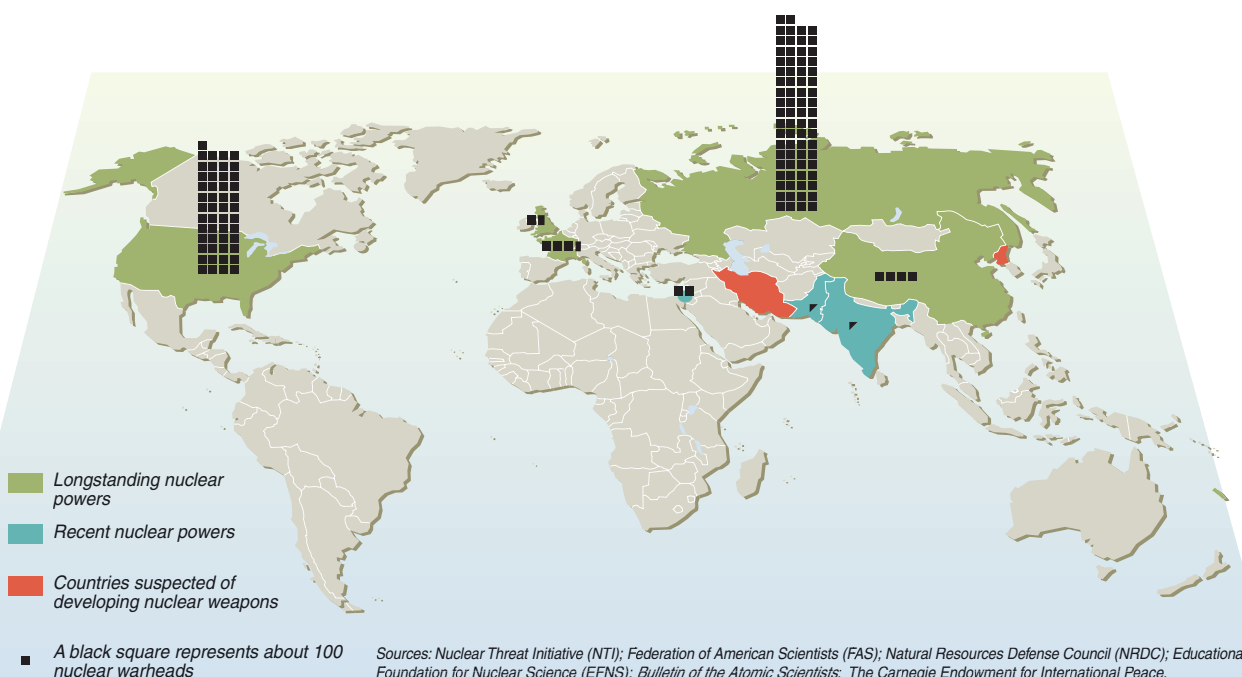 Longstanding nuclear
powers
Recent nuclear powers
Countries suspected of
developing nuclear weapons
A black square represents about 100
nuclear warheads
Sources: Nuclear Threat Initiative (NTI); Federation of American Scientists (FAS); Natural Resources Defense Council (NRDC); Educational
Foundation for Nuclear Science (EFNS); Bulletin of the Atomic Scientists; The Carnegie Endowment for International Peace.